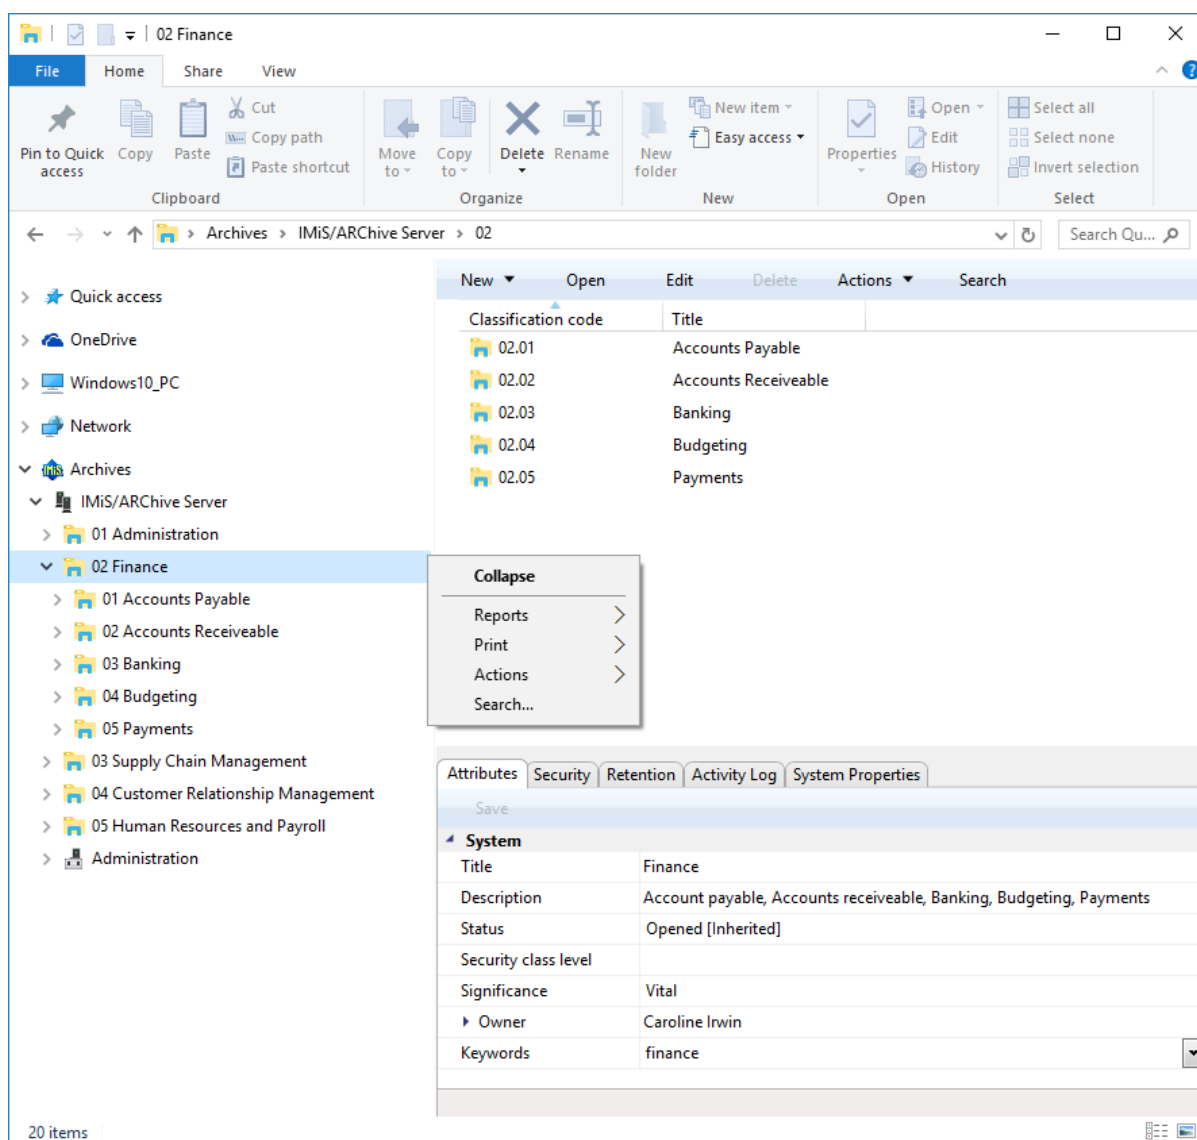 02 Finance
File Home Share View
Pin to Quick access
Copy
Paste
Cut
Copy path
Paste shortcut
Clipboard
Move to
Copy to
Delete
Rename
Organize
New folder
New item
Easy access
New
Properties
Open
Edit
History
Open
Select all
Select none
Invert selection
Select
Archives > IMiS/ARChive Server > 02
Search Qu...
Quick access
OneDrive
Windows10_PC
Network
Archives
IMiS/ARChive Server
01 Administration
02 Finance
01 Accounts Payable
02 Accounts Receiveable
03 Banking
04 Budgeting
05 Payments
03 Supply Chain Management
04 Customer Relationship Management
05 Human Resources and Payroll
Administration
New Open Edit Delete Actions Search
Classification code Title
02.01 Accounts Payable
02.02 Accounts Receiveable
02.03 Banking
02.04 Budgeting
02.05 Payments
Collapse
Reports
Print
Actions
Search...
Attributes Security Retention Activity Log System Properties
Save
System
Title Finance
Description Account payable, Accounts receiveable, Banking, Budgeting, Payments
Status Opened [Inherited]
Security class level
Significance Vital
Owner Caroline Irwin
Keywords finance
20 items